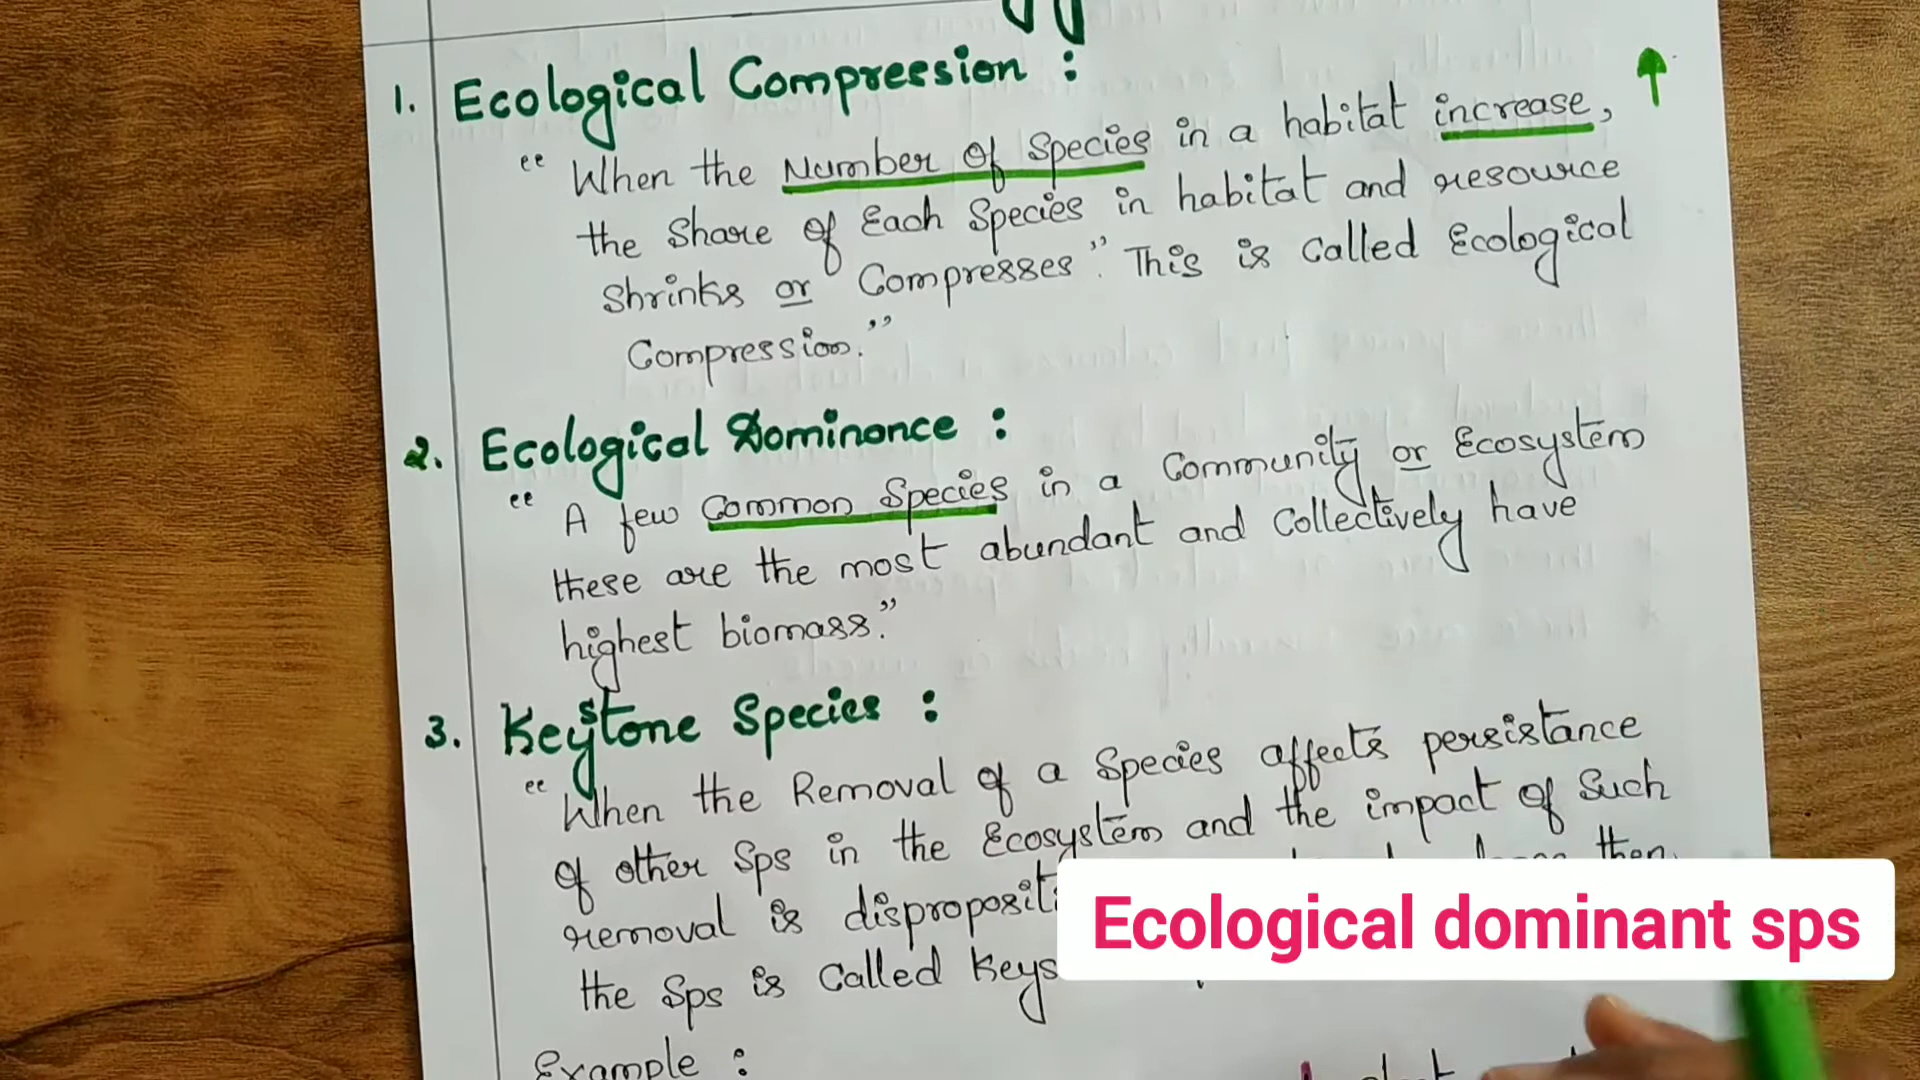 1. Ecological Compression :
“ When the Number of Species in a habitat increase, ↑
the Share of Each Species in habitat and resource
Shrinks or Compresses”. This is Called Ecological
Compression.”
2. Ecological Dominance :
“ A few Common Species in a Community or Ecosystem
these are the most abundant and Collectively have
highest biomass.”
3. Keystone Species :
“ When the Removal of a Species affects persistance
of other Sps in the Ecosystem and the impact of Such
removal is then
the Sps is Called
Ecological dominant sps
Example :